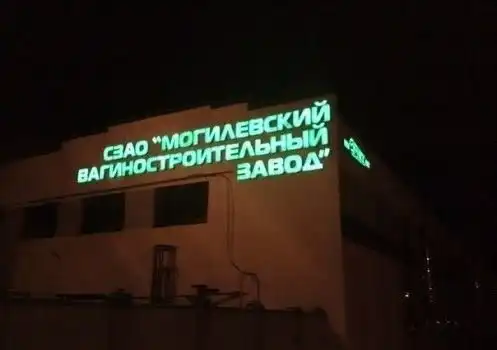 СЗАО "МОГИЛЕВСКИЙ
ВАГИНОСТРОИТЕЛЬНЫЙ
ЗАВОД"